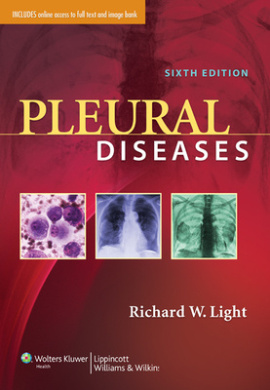 INCLUDES online access to full text and image bank
SIXTH EDITION
PLEURAL
DISEASES
Richard W. Light
Wolters Kluwer
Health
Lippincott
Williams & Wilkins